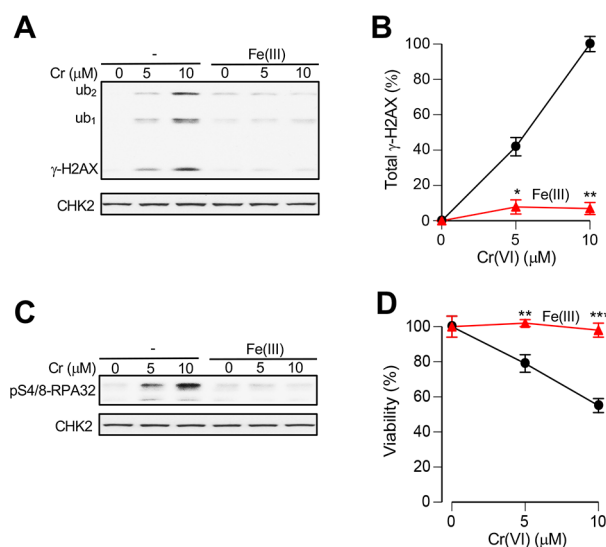 A
- Fe(III)
Cr (μM) 0 5 10 0 5 10
ub2
ub1
γ-H2AX
CHK2
B
Total γ-H2AX (%)
100
80
60
40
20
0
* Fe(III) **
0 5 10
Cr(VI) (μM)
C
- Fe(III)
Cr (μM)
0 5 10 0 5 10
pS4/8-RPA32
CHK2
D
Viability (%)
** Fe(III) ***
100
80
60
40
20
0
0 5 10
Cr(VI) (μM)